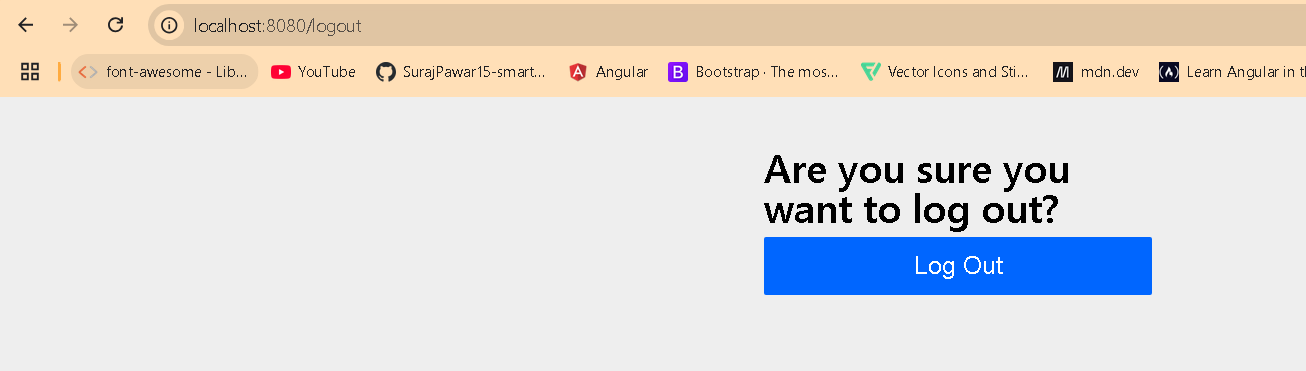 localhost:8080/logout
font-awesome - Lib... YouTube SurajPawar15-smart... Angular B Bootstrap · The mos... Vector Icons and Sti... M mdn.dev Learn Angular in th
Are you sure you
want to log out?
Log Out